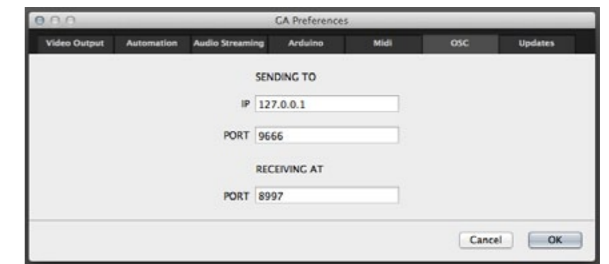 GA Preferences
Video Output Automation Audio Streaming Arduino Midi OSC Updates
SENDING TO
IP 127.0.0.1
PORT 9666
RECEIVING AT
PORT 8997
Cancel OK